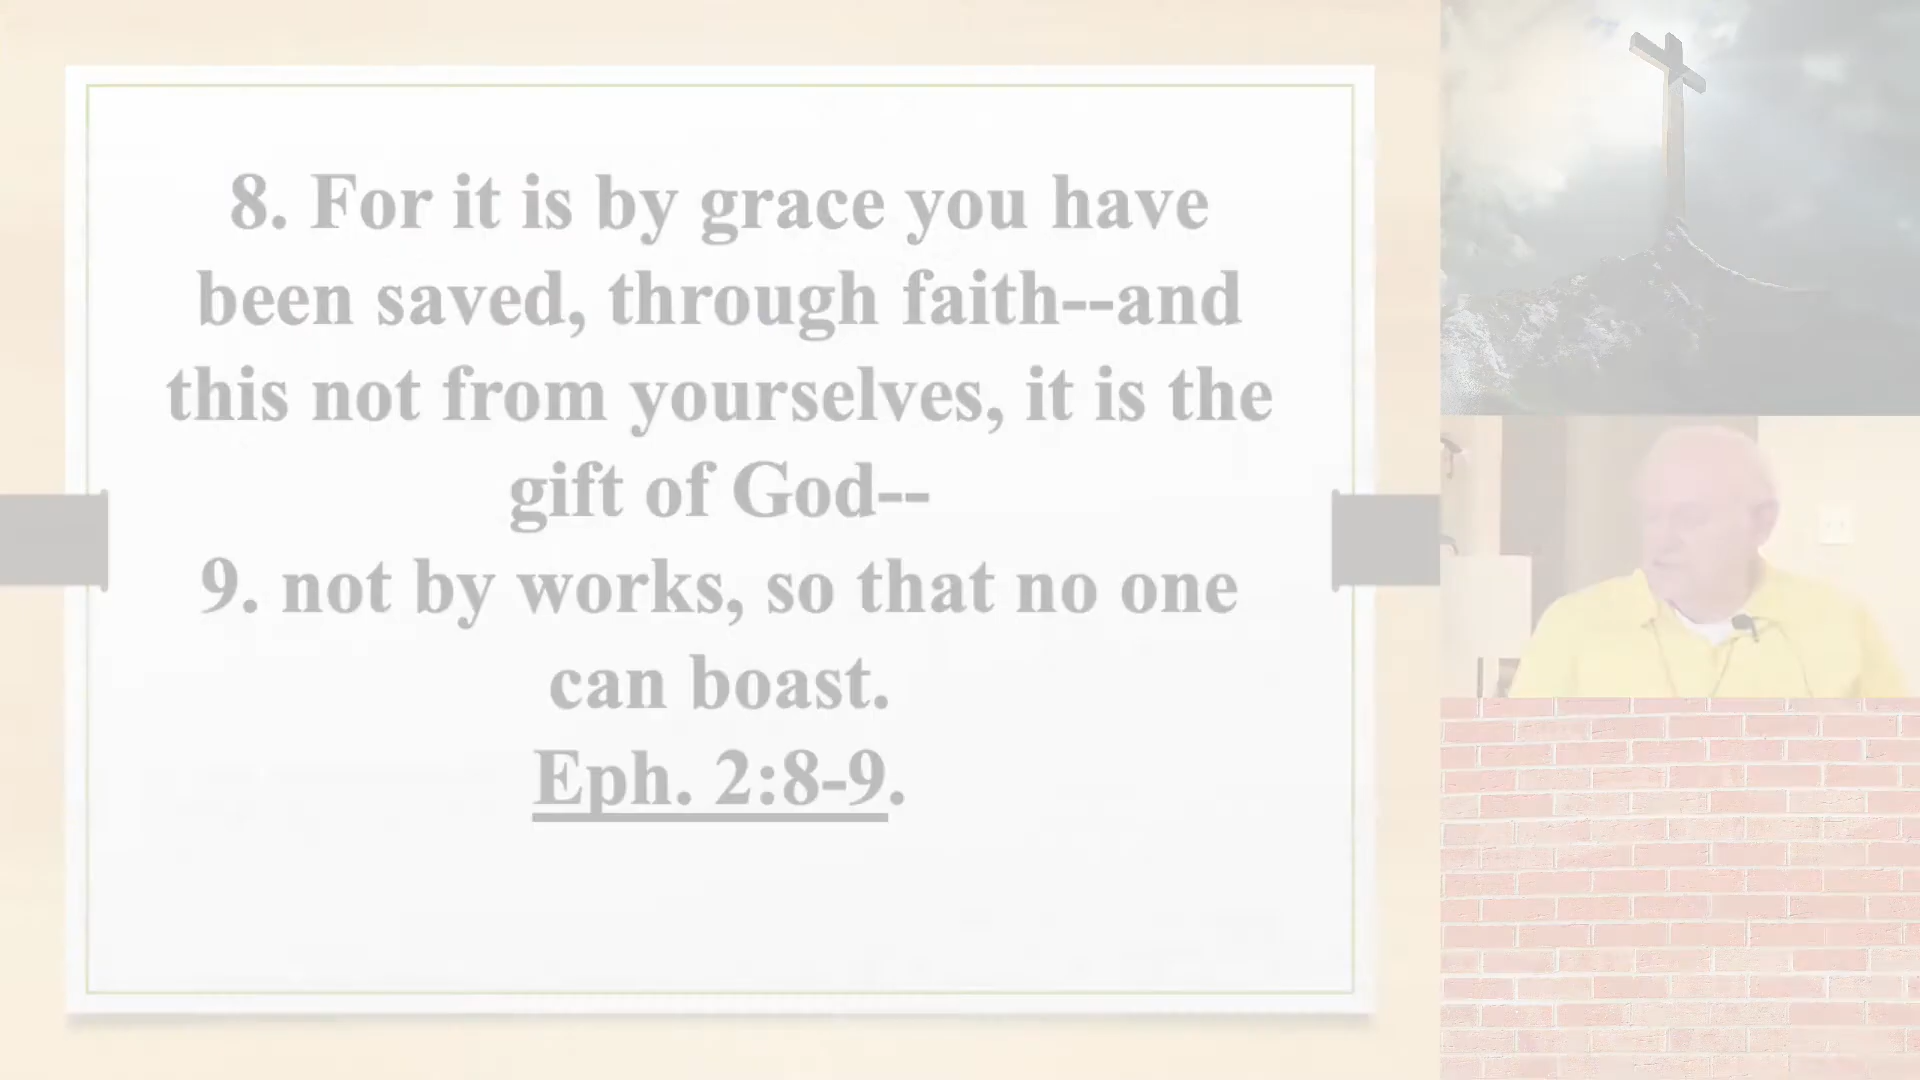 8. For it is by grace you have
been saved, through faith--and
this not from yourselves, it is the
gift of God--
9. not by works, so that no one
can boast.
Eph. 2:8-9.